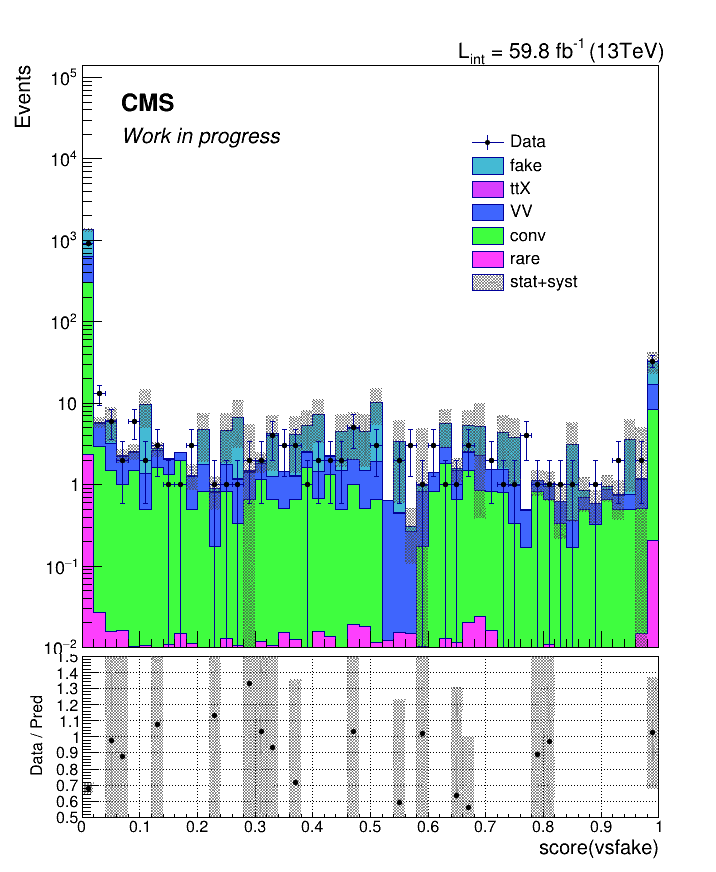 L_int = 59.8 fb^-1 (13TeV)
Events
CMS
Work in progress
Data
fake
ttX
VV
conv
rare
stat+syst
10^5
10^4
10^3
10^2
10
1
10^−1
10^−2
Data / Pred
1.5
1.4
1.3
1.2
1.1
1
0.9
0.8
0.7
0.6
0.5
0 0.1 0.2 0.3 0.4 0.5 0.6 0.7 0.8 0.9 1
score(vsfake)